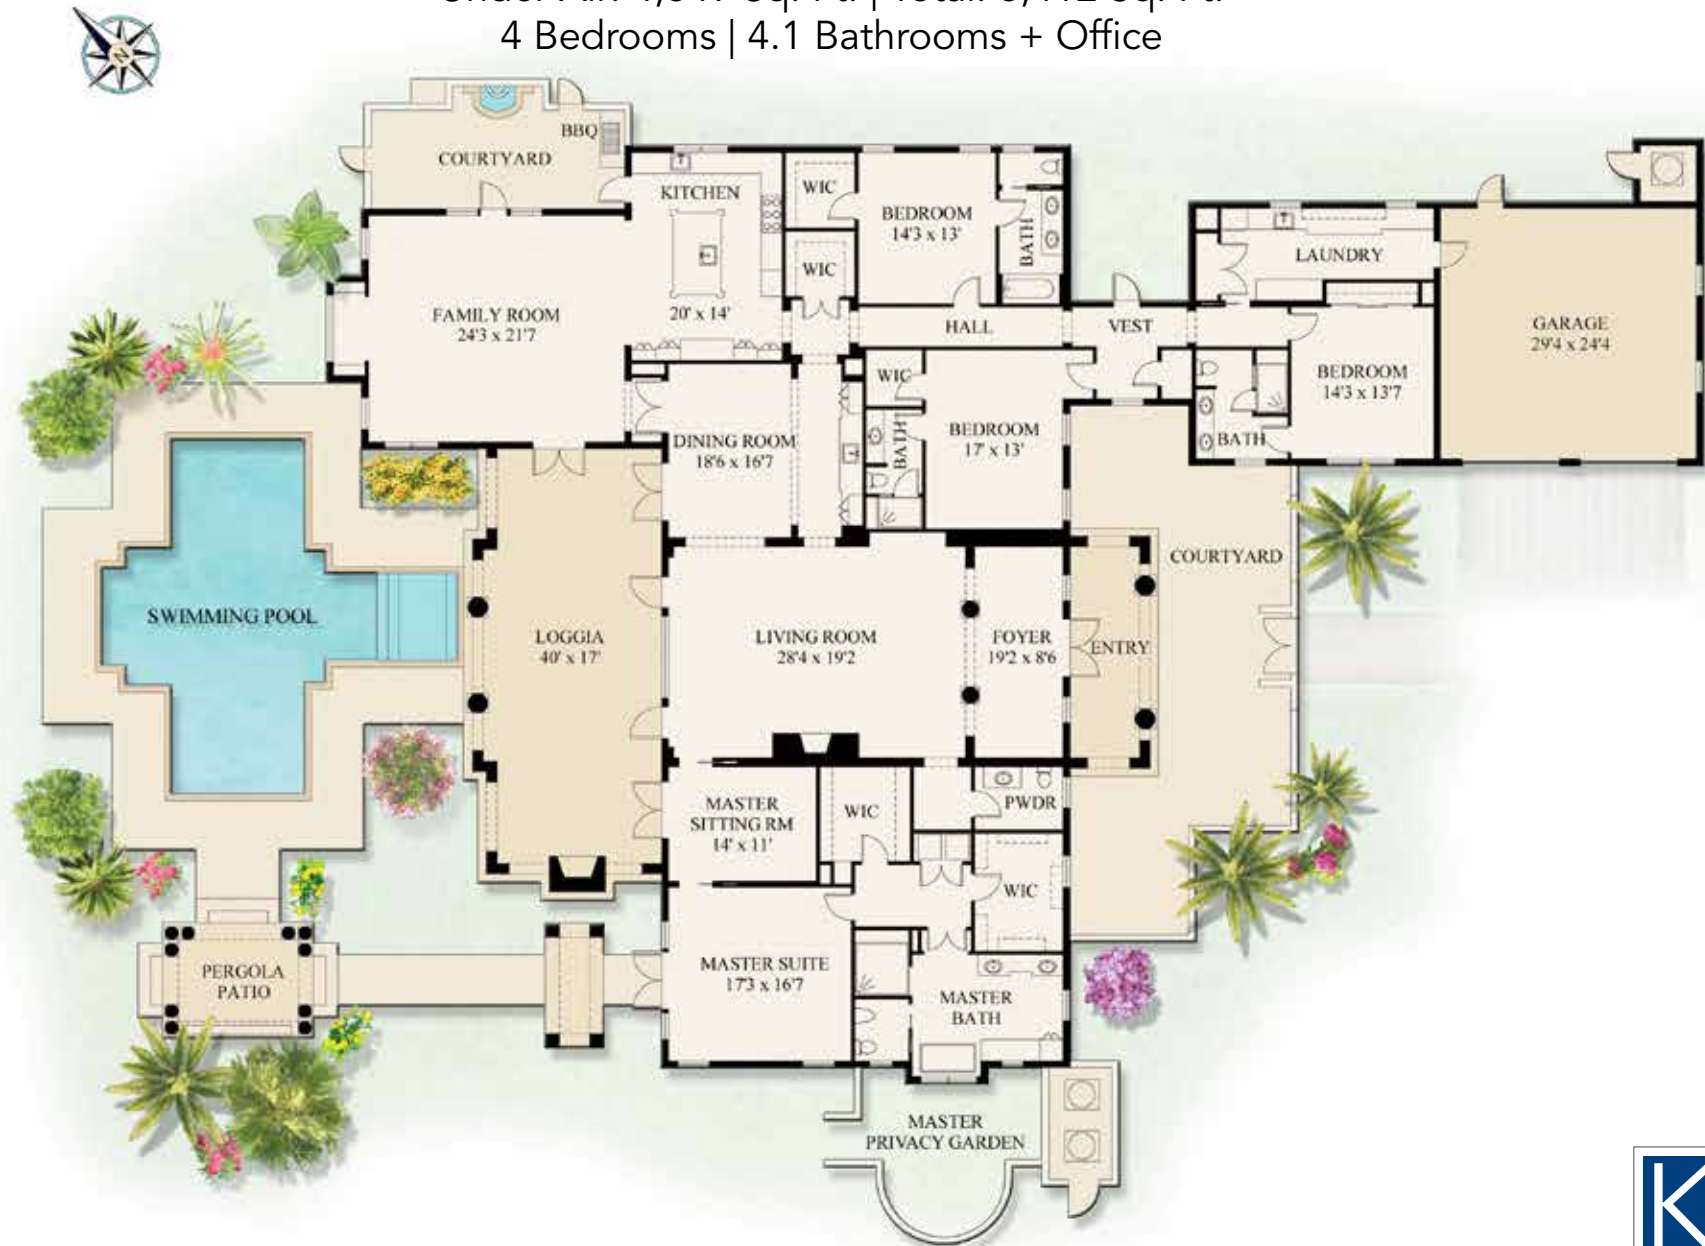 4 Bedrooms | 4.1 Bathrooms + Office
N
BBQ
COURTYARD
KITCHEN
20' x 14'
WIC
WIC
BEDROOM
14'3 x 13'
BATH
LAUNDRY
FAMILY ROOM
24'3 x 21'7
HALL
VEST
GARAGE
29'4 x 24'4
WIC
BEDROOM
14'3 x 13'7
BATH
DINING ROOM
18'6 x 16'7
BATH
BEDROOM
17' x 13'
COURTYARD
SWIMMING POOL
LOGGIA
40' x 17'
LIVING ROOM
28'4 x 19'2
FOYER
19'2 x 8'6
ENTRY
MASTER
SITTING RM
14' x 11'
WIC
PWDR
WIC
PERGOLA
PATIO
MASTER SUITE
17'3 x 16'7
MASTER
BATH
MASTER
PRIVACY GARDEN
K